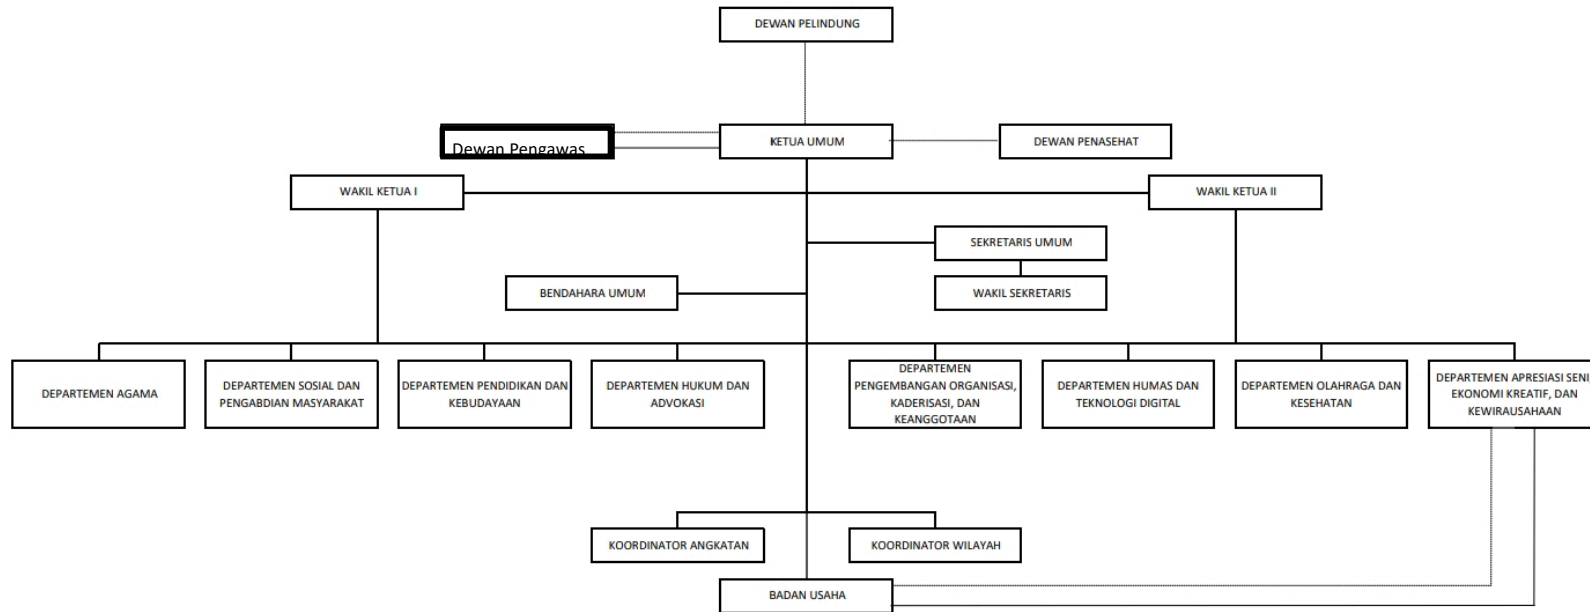 DEWAN PELINDUNG
Dewan Pengawas
KETUA UMUM
DEWAN PENASEHAT
WAKIL KETUA I
WAKIL KETUA II
SEKRETARIS UMUM
BENDAHARA UMUM
WAKIL SEKRETARIS
DEPARTEMEN AGAMA
DEPARTEMEN SOSIAL DAN
PENGABDIAN MASYARAKAT
DEPARTEMEN PENDIDIKAN DAN
KEBUDAYAAN
DEPARTEMEN HUKUM DAN
ADVOKASI
DEPARTEMEN
PENGEMBANGAN ORGANISASI,
KADERISASI, DAN
KEANGGOTAAN
DEPARTEMEN HUMAS DAN
TEKNOLOGI DIGITAL
DEPARTEMEN OLAHRAGA DAN
KESEHATAN
DEPARTEMEN APRESIASI SENI,
EKONOMI KREATIF, DAN
KEWIRAUSAHAAN
KOORDINATOR ANGKATAN
KOORDINATOR WILAYAH
BADAN USAHA